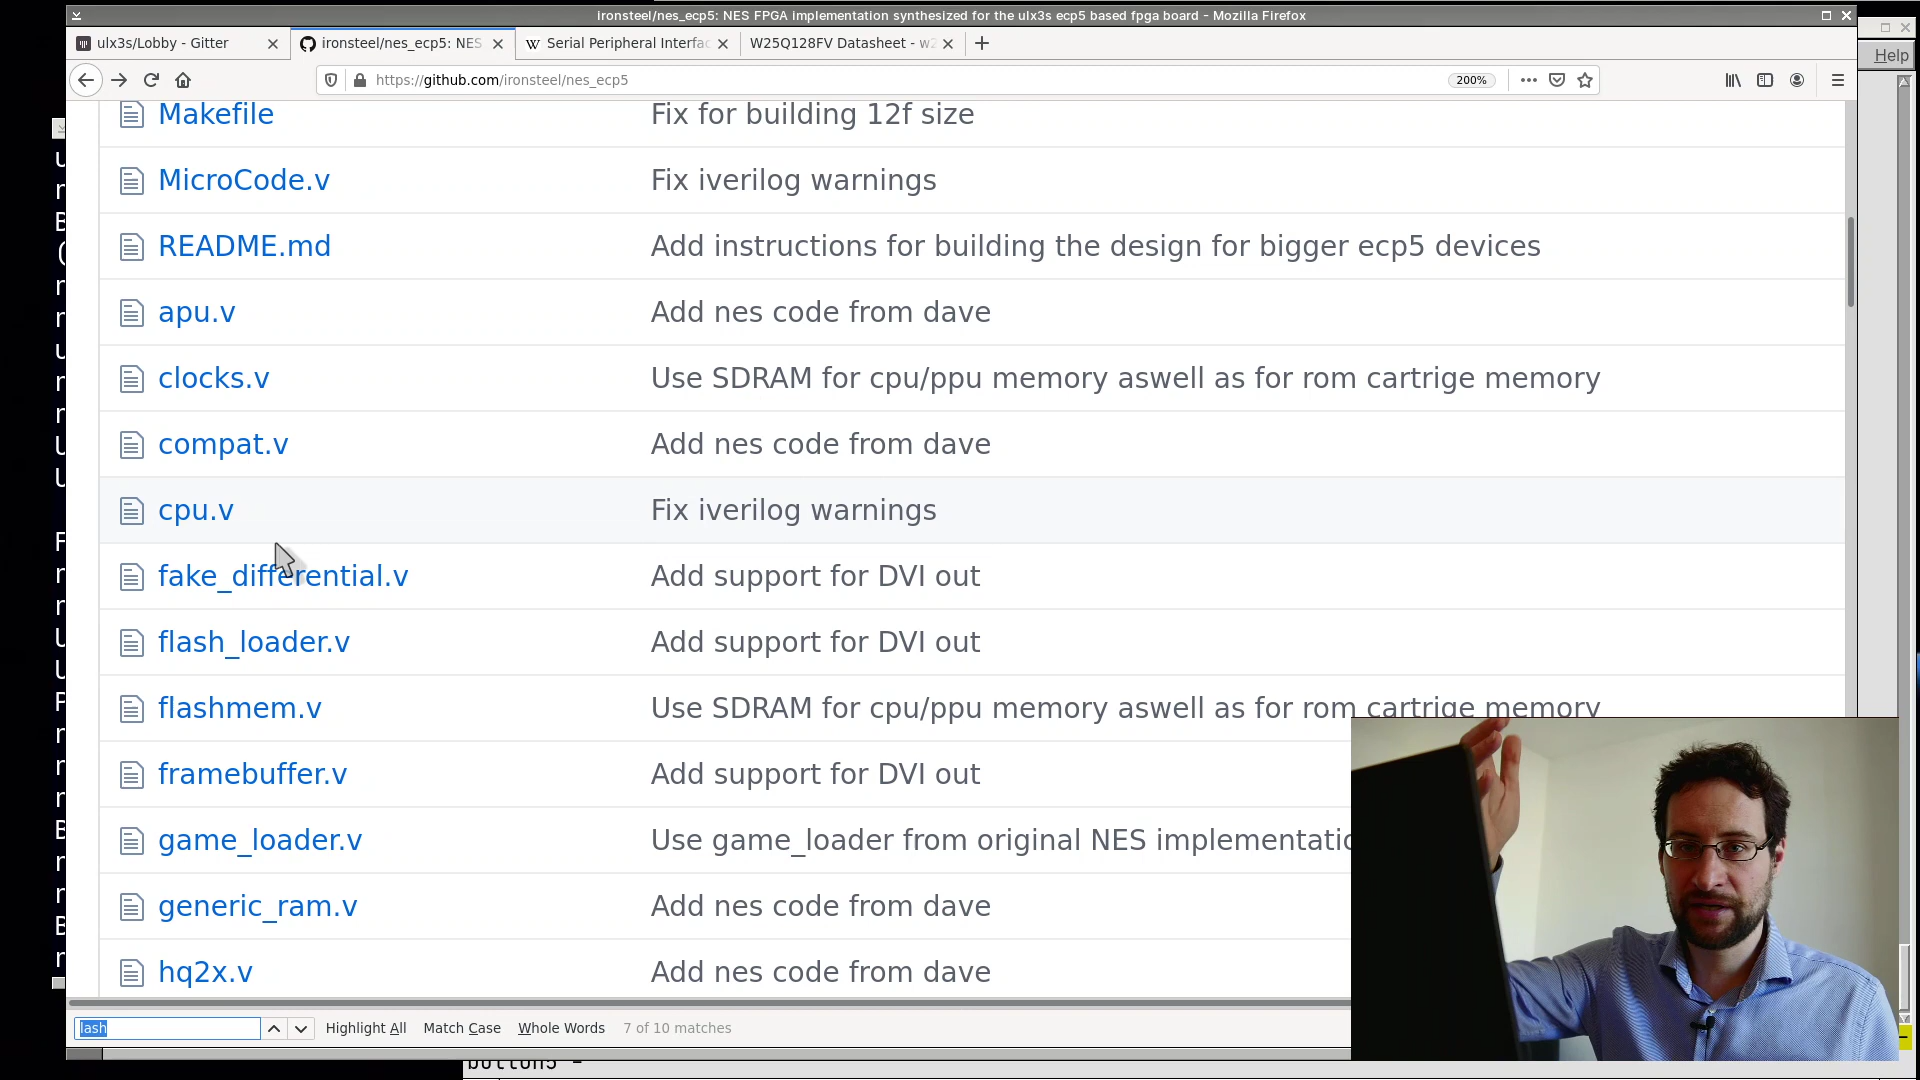 ironsteel/nes_ecp5: NES FPGA implementation synthesized for the ulx3s ecp5 based fpga board - Mozilla Firefox
ulx3s/Lobby - Gitter
ironsteel/nes_ecp5: NES
Serial Peripheral Interfac
W25Q128FV Datasheet - w2
Help
https://github.com/ironsteel/nes_ecp5
200%
Makefile Fix for building 12f size
MicroCode.v Fix iverilog warnings
README.md Add instructions for building the design for bigger ecp5 devices
apu.v Add nes code from dave
clocks.v Use SDRAM for cpu/ppu memory aswell as for rom cartrige memory
compat.v Add nes code from dave
cpu.v Fix iverilog warnings
fake_differential.v Add support for DVI out
flash_loader.v Add support for DVI out
flashmem.v Use SDRAM for cpu/ppu memory aswell as for rom cartrige memory
framebuffer.v Add support for DVI out
game_loader.v Use game_loader from original NES implementatio
generic_ram.v Add nes code from dave
hq2x.v Add nes code from dave
lash Highlight All Match Case Whole Words 7 of 10 matches